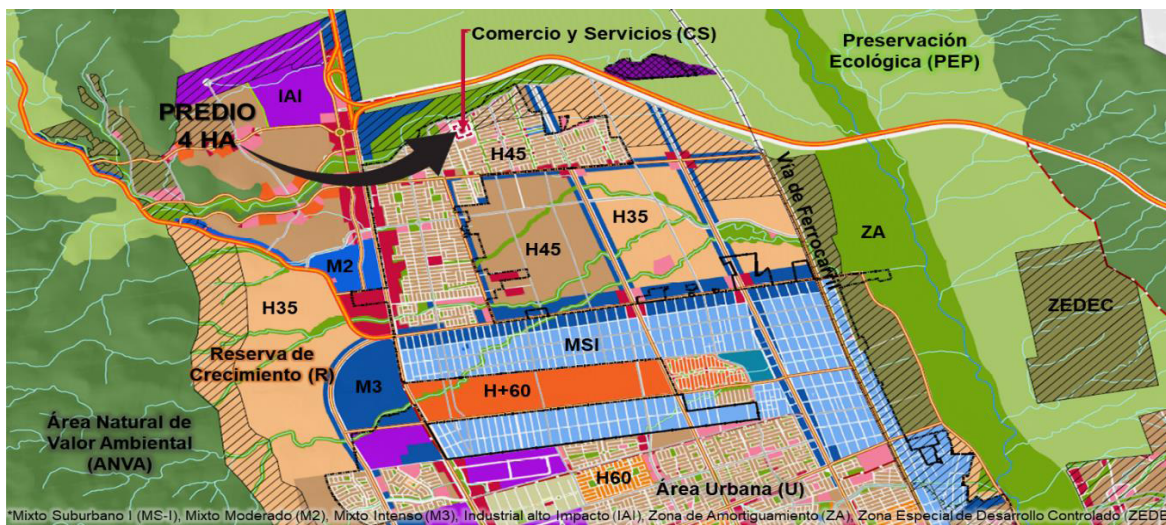 Comercio y Servicios (CS)
Preservación
Ecológica (PEP)
IAI
PREDIO
4 HA
H45
Vía de Ferrocarril
H35
H45
ZA
M2
H35
ZEDEC
MSI
Reserva de
Crecimiento (R)
M3
H+60
Área Natural de
Valor Ambiental
(ANVA)
H60
Área Urbana (U)
*Mixto Suburbano I (MS-I), Mixto Moderado (M2), Mixto Intenso (M3), Industrial alto Impacto (IAI), Zona de Amortiguamiento (ZA), Zona Especial de Desarrollo Controlado (ZEDE